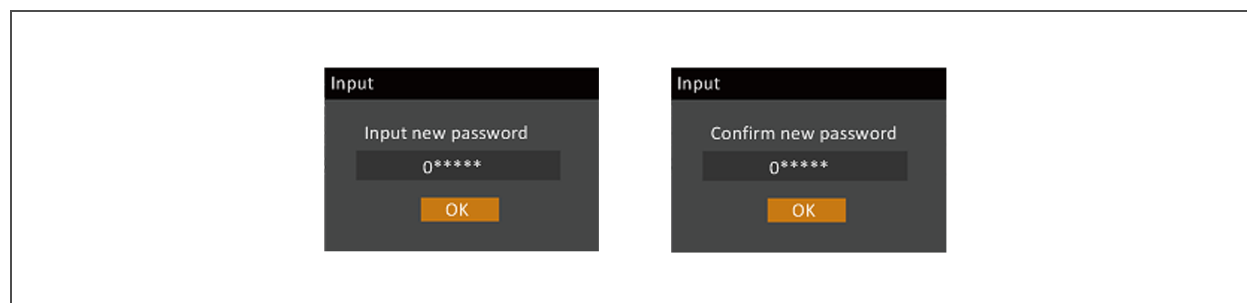 Input
Input new password
0*****
OK
Input
Confirm new password
0*****
OK